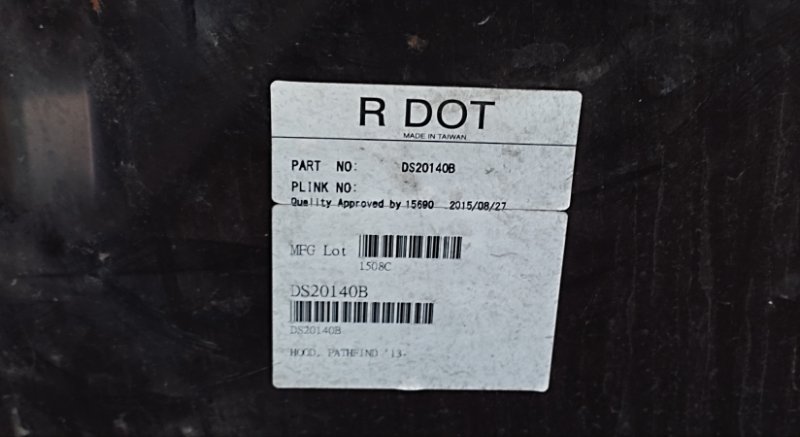 R DOT
MADE IN TAIWAN
PART NO: DS20140B
PLINK NO:
Quality Approved by 15690 2015/08/27
MFG Lot
1508C
DS20140B
DS20140B
HOOD, PATHFIND '13-